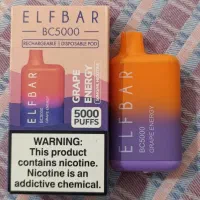 ELFBAR
BC5000
RECHARGEABLE DISPOSABLE POD
GRAPE
ENERGY
5000
PUFFS
WARNING:
This product
contains nicotine.
Nicotine is an
addictive chemical.
ELFBAR
BC5000
GRAPE ENERGY